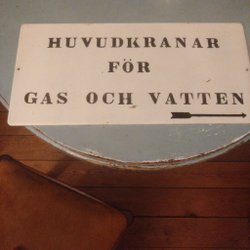 HUVUDKRANAR
FÖR
GAS OCH VATTEN